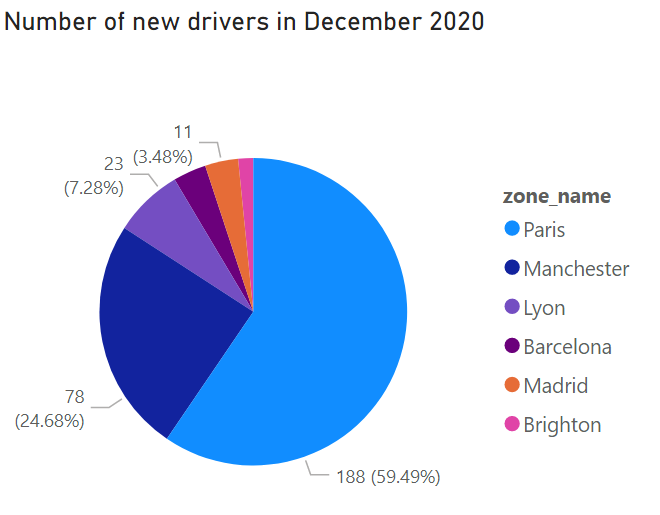 Number of new drivers in December 2020
11
(3.48%)
23
(7.28%)
78
(24.68%)
188 (59.49%)
zone_name
Paris
Manchester
Lyon
Barcelona
Madrid
Brighton